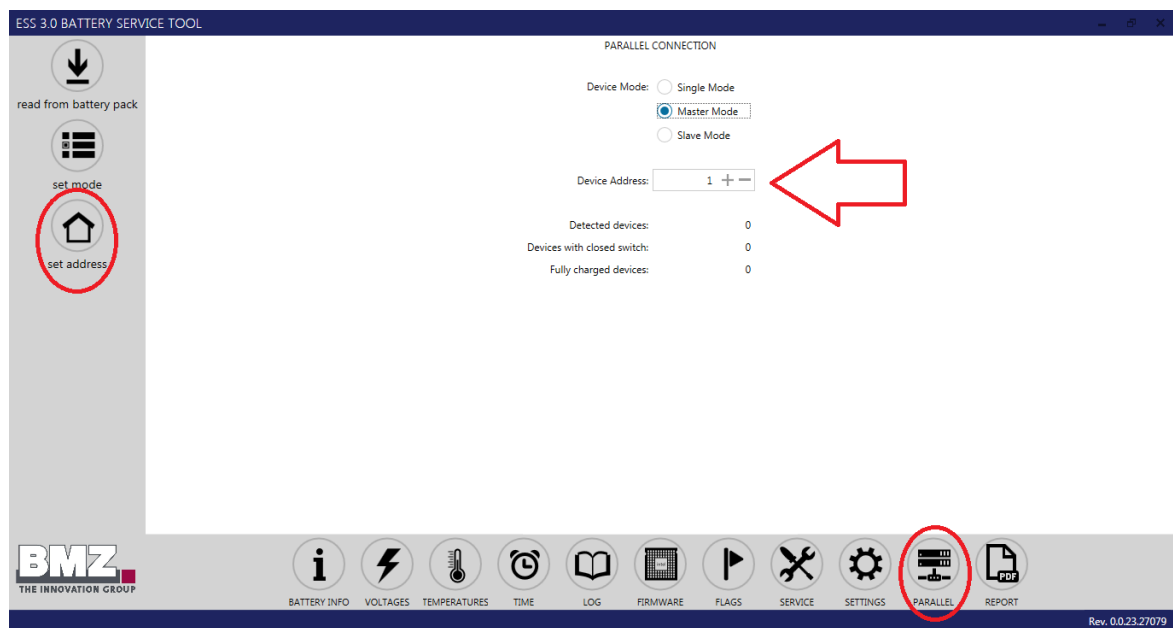 ESS 3.0 BATTERY SERVICE TOOL
read from battery pack
set mode
set address
PARALLEL CONNECTION
Device Mode: Single Mode
Master Mode
Slave Mode
Device Address: 1
Detected devices: 0
Devices with closed switch: 0
Fully charged devices: 0
BMZ
THE INNOVATION GROUP
BATTERY INFO VOLTAGES TEMPERATURES TIME LOG FIRMWARE FLAGS SERVICE SETTINGS PARALLEL PDF REPORT
Rev. 0.0.23.27079